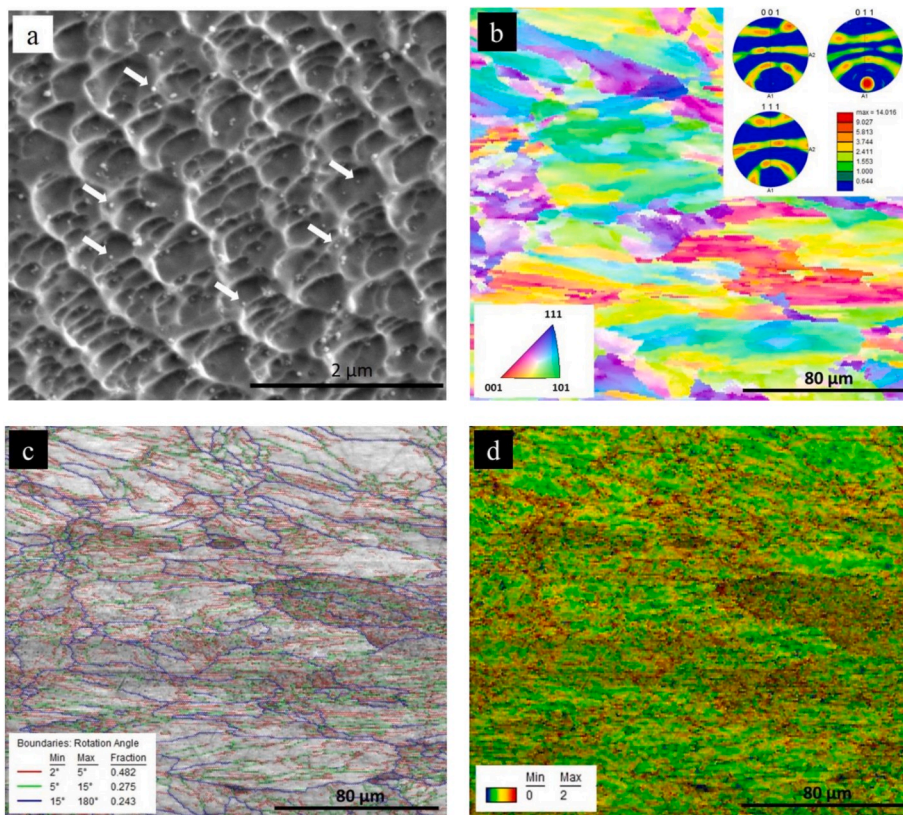 a
2 μm
b
0 0 1
0 1 1
A2
A1
A1
1 1 1
A2
A1
max = 14.016
9.027
5.813
3.744
2.411
1.553
1.000
0.644
111
001
101
80 μm
c
Boundaries: Rotation Angle
Min Max Fraction
2° 5° 0.482
5° 15° 0.275
15° 180° 0.243
80 μm
d
Min Max
0 2
80 μm